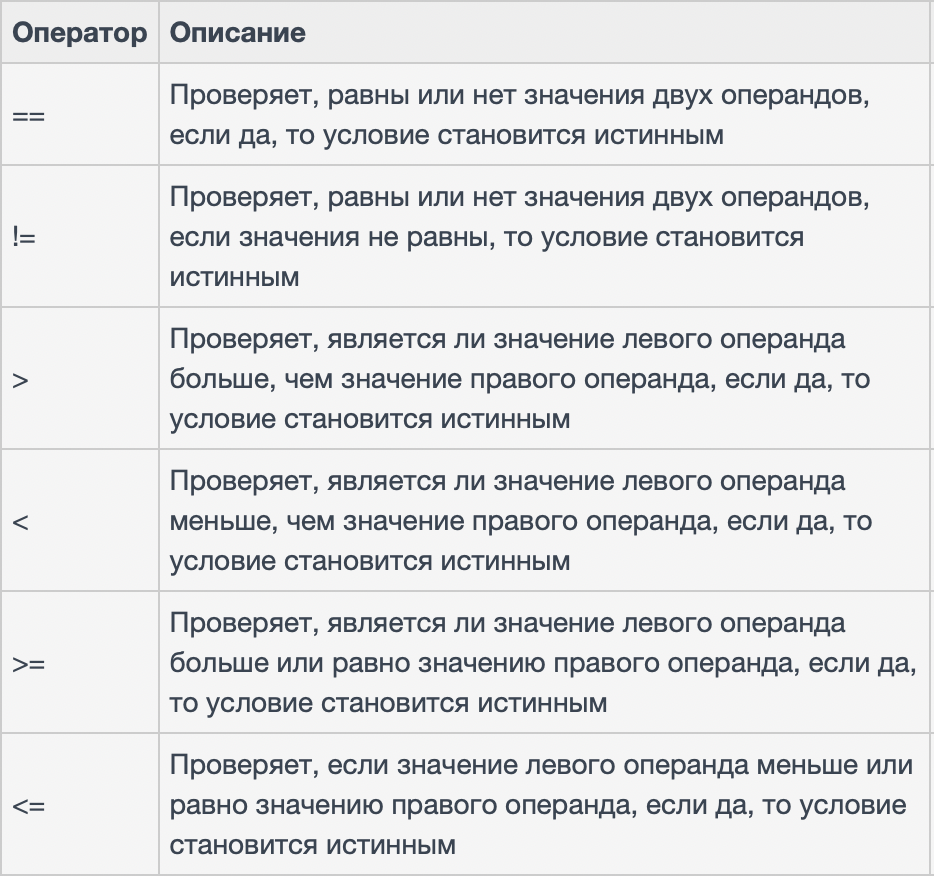 Оператор Описание
==
Проверяет, равны или нет значения двух операндов,
если да, то условие становится истинным
!=
Проверяет, равны или нет значения двух операндов,
если значения не равны, то условие становится
истинным
>
Проверяет, является ли значение левого операнда
больше, чем значение правого операнда, если да, то
условие становится истинным
<
Проверяет, является ли значение левого операнда
меньше, чем значение правого операнда, если да, то
условие становится истинным
>=
Проверяет, является ли значение левого операнда
больше или равно значению правого операнда, если да,
то условие становится истинным
<=
Проверяет, если значение левого операнда меньше или
равно значению правого операнда, если да, то условие
становится истинным